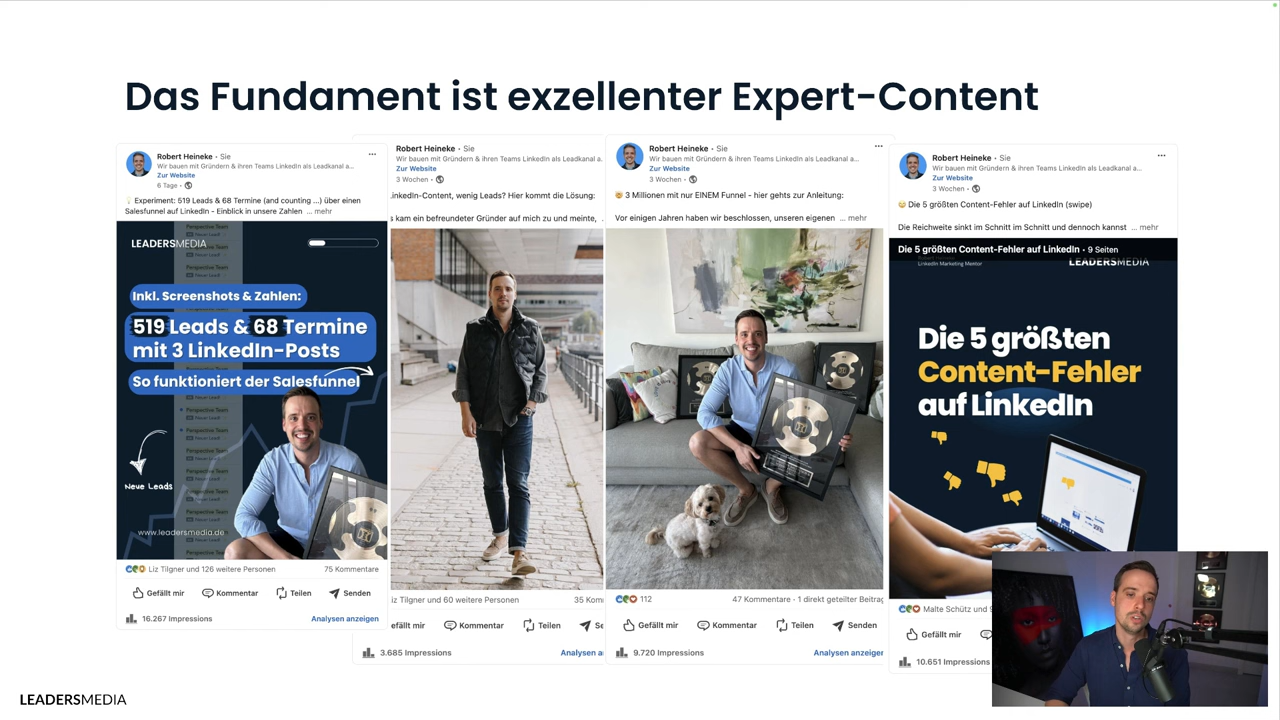 Das Fundament ist exzellenter Expert-Content
Robert Heineke • Sie
Wir bauen mit Gründern & ihren Teams LinkedIn als Leadkanal a...
Zur Website
6 Tage •
Experiment: 519 Leads & 68 Termine (and counting ...) über einen
Salesfunnel auf LinkedIn - Einblick in unsere Zahlen ... mehr
LEADERSMEDIA
Inkl. Screenshots & Zahlen:
519 Leads & 68 Termine
mit 3 LinkedIn-Posts
So funktioniert der Salesfunnel
Neue Leads
www.leadersmedia.de
Liz Tilgner und 126 weitere Personen 75 Kommentare
Gefällt mir Kommentar Teilen Senden
16.267 Impressions Analysen anzeigen
Robert Heineke • Sie
Wir bauen mit Gründern & ihren Teams LinkedIn als Leadkanal a.
Zur Website
3 Wochen •
LinkedIn-Content, wenig Leads? Hier kommt die Lösung:
s kam ein befreundeter Gründer auf mich zu und meinte,
iz Tilgner und 60 weitere Personen 35 Kom
efällt mir Kommentar Teilen Se
3.685 Impressions Analysen a
Robert Heineke • Sie
Wir bauen mit Gründern & ihren Teams LinkedIn als Leadkanal a...
Zur Website
3 Wochen •
3 Millionen mit nur EINEM Funnel - hier gehts zur Anleitung:
Vor einigen Jahren haben wir beschlossen, unseren eigenen ... mehr
112 47 Kommentare · 1 direkt geteilter Beitrag
Gefällt mir Kommentar Teilen Senden
9.720 Impressions Analysen anzeigen
Robert Heineke • Sie
Wir bauen mit Gründern & ihren Teams LinkedIn als Leadkanal a...
Zur Website
3 Wochen •
Die 5 größten Content-Fehler auf LinkedIn (swipe)
Die Reichweite sinkt im Schnitt im Schnitt und dennoch kannst ... mehr
Die 5 größten Content-Fehler auf LinkedIn • 9 Seiten
LinkedIn Marketing Mentor
LEADERSMEDIA
Die 5 größten
Content-Fehler
auf LinkedIn
Malte Schütz und 9
Gefällt mir
10.651 Impressions
LEADERSMEDIA